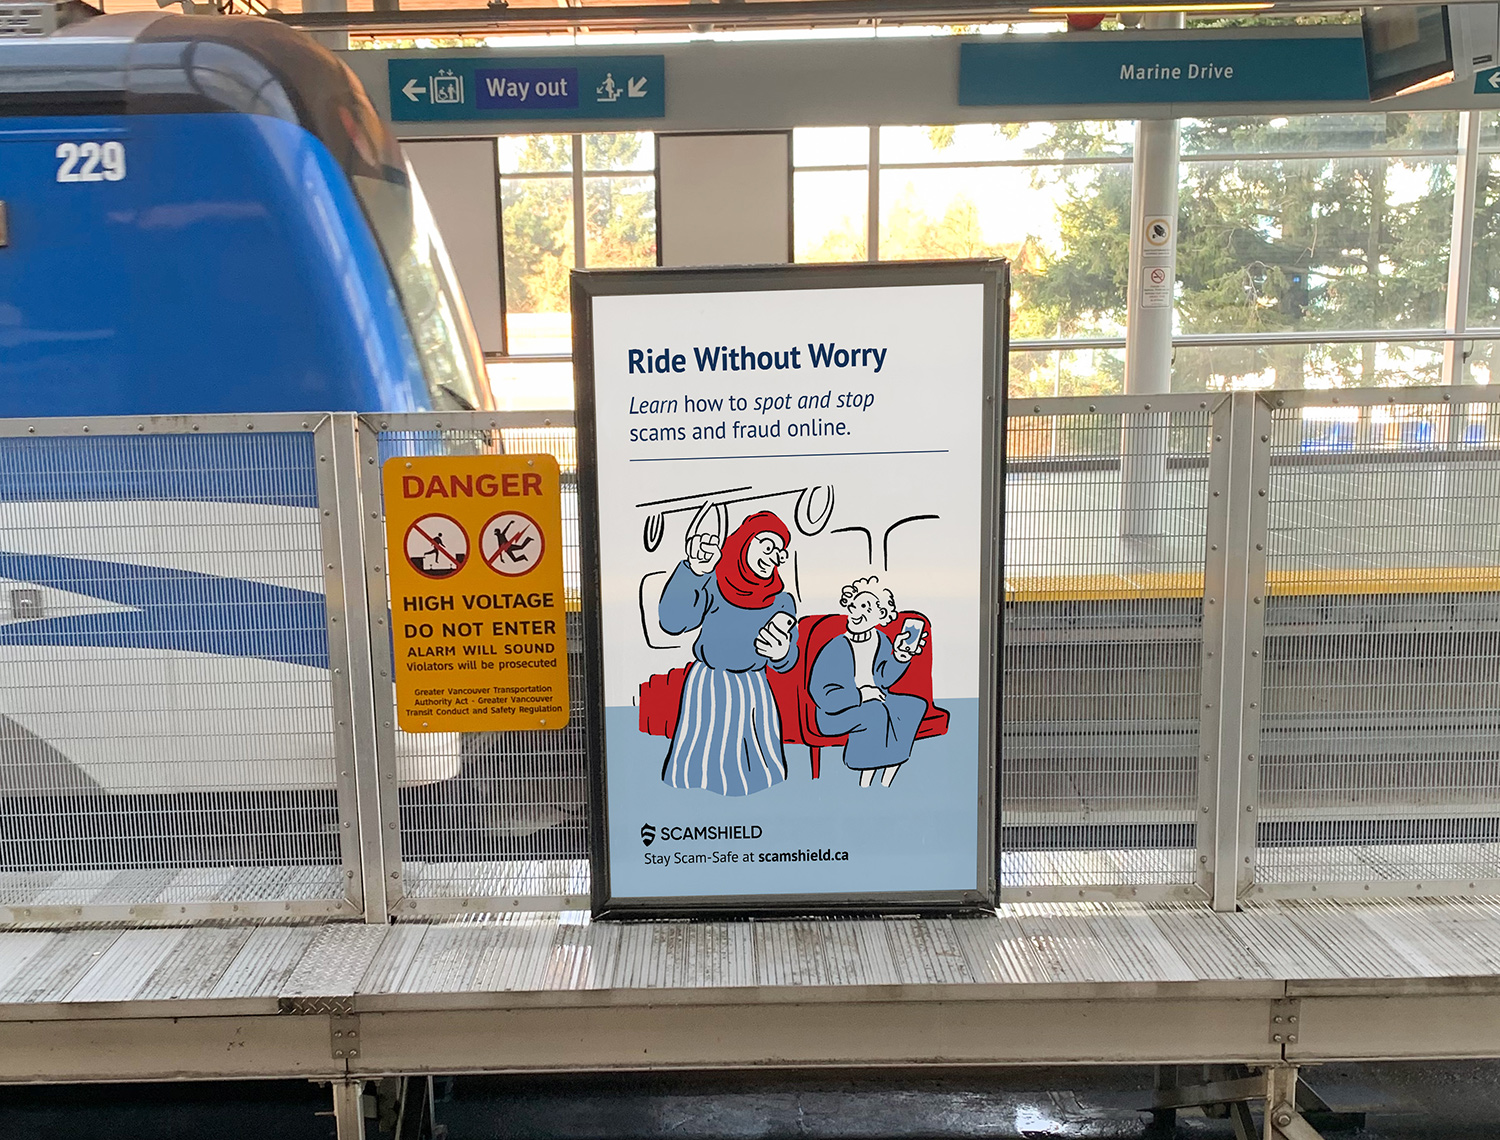 Way out
Marine Drive
229
Ride Without Worry
Learn how to spot and stop
scams and fraud online.
DANGER
HIGH VOLTAGE
DO NOT ENTER
ALARM WILL SOUND
Violators will be prosecuted
Greater Vancouver Transportation
Authority Act - Greater Vancouver
Transit Conduct and Safety Regulation
SCAMSHIELD
Stay Scam-Safe at scamshield.ca